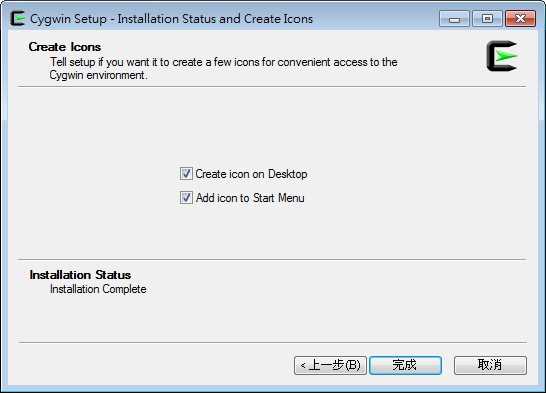 Cygwin Setup - Installation Status and Create Icons
Create Icons
Tell setup if you want it to create a few icons for convenient access to the
Cygwin environment.
Create icon on Desktop
Add icon to Start Menu
Installation Status
Installation Complete
< 上一步(B) 完成 取消